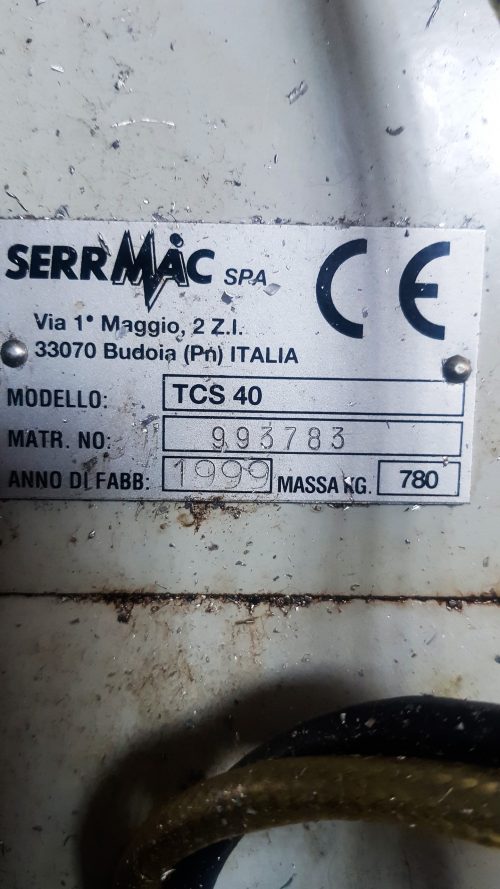 SERRMAC SPA
CE
Via 1° Maggio, 2 Z.I.
33070 Budoia (Pn) ITALIA
MODELLO: TCS 40
MATR. NO: 993783
ANNO DI FABB: 1999 MASSA KG. 780